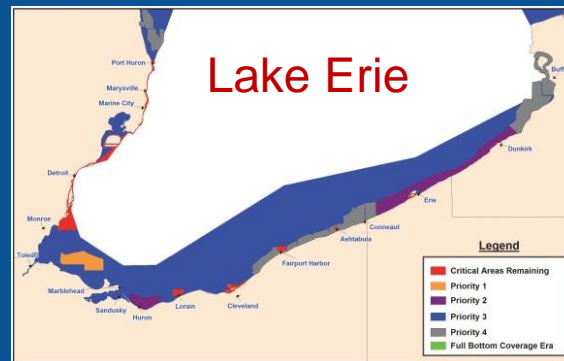 Lake Erie
Port Huron
Marysville
Marine City
Detroit
Monroe
Toledo
Marblehead
Sandusky
Huron
Lorain
Cleveland
Fairport Harbor
Ashtabula
Conneaut
Erie
Dunkirk
Buff
Legend
Critical Areas Remaining
Priority 1
Priority 2
Priority 3
Priority 4
Full Bottom Coverage Era